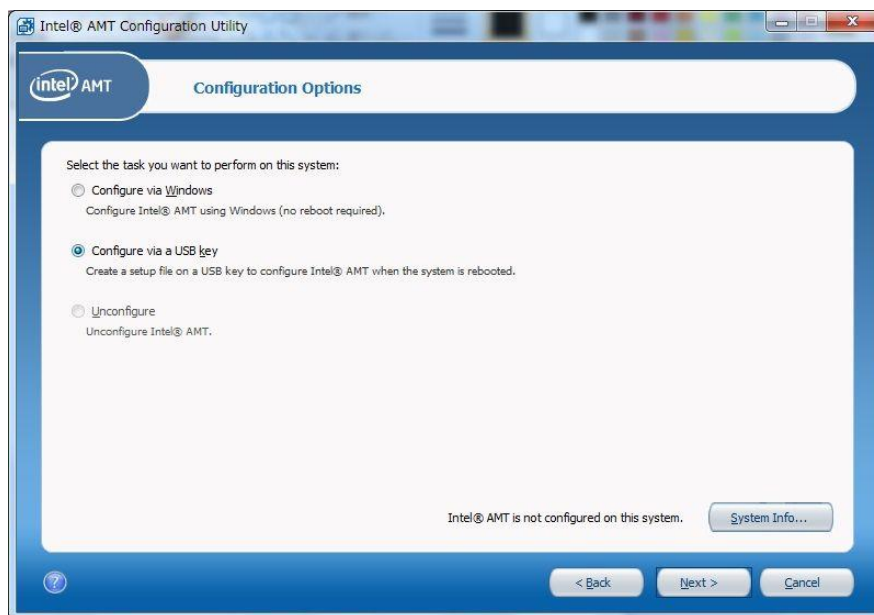 Intel® AMT Configuration Utility
intel AMT
Configuration Options
Select the task you want to perform on this system:
Configure via Windows
Configure Intel® AMT using Windows (no reboot required).
Configure via a USB key
Create a setup file on a USB key to configure Intel® AMT when the system is rebooted.
Unconfigure
Unconfigure Intel® AMT.
Intel® AMT is not configured on this system. System Info...
? < Back Next > Cancel